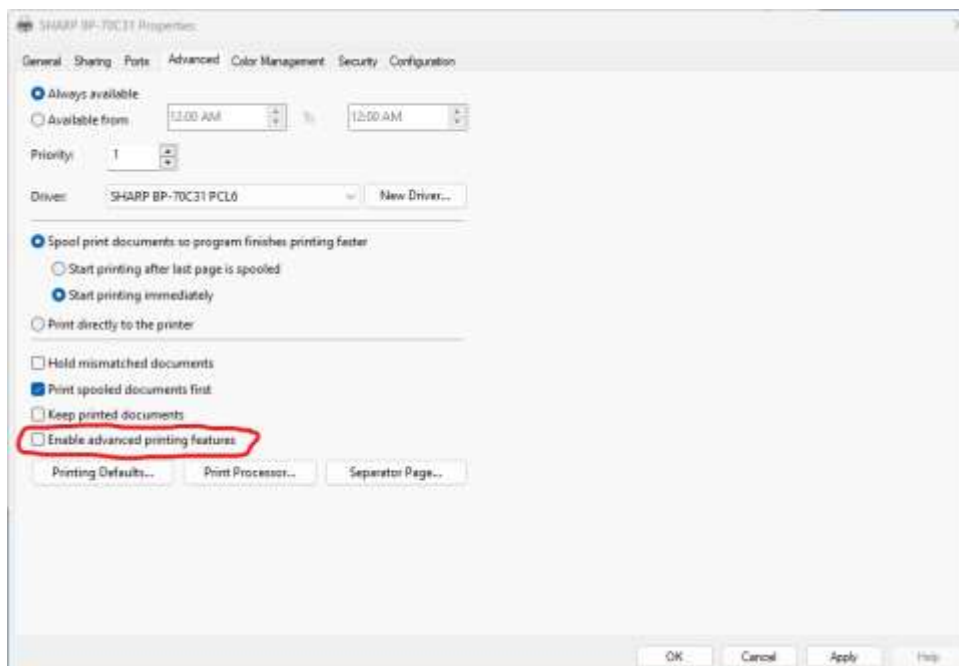 SHARP BP-70C31 Properties
General Sharing Ports Advanced Color Management Security Configuration
Always available
Available from 12:00 AM To 12:00 AM
Priority: 1
Driver: SHARP BP-70C31 PCL6 New Driver...
Spool print documents so program finishes printing faster
Start printing after last page is spooled
Start printing immediately
Print directly to the printer
Hold mismatched documents
Print spooled documents first
Keep printed documents
Enable advanced printing features
Printing Defaults... Print Processor... Separator Page...
OK Cancel Apply Help